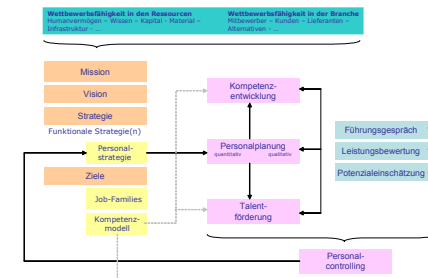 Wettbewerbsfähigkeit in den Ressourcen
Humanvermögen – Wissen – Kapital - Material –
Infrastruktur - ...
Wettbewerbsfähigkeit in der Branche
Mitbewerber – Kunden – Lieferanten –
Alternativen - ...
Mission
Vision
Strategie
Funktionale Strategie(n)
Personal-
strategie
Ziele
Job-Families
Kompetenz-
modell
Kompetenz-
entwicklung
Personalplanung
quantitativ qualitativ
Talent-
förderung
Führungsgespräch
Leistungsbewertung
Potenzialeinschätzung
Personal-
controlling